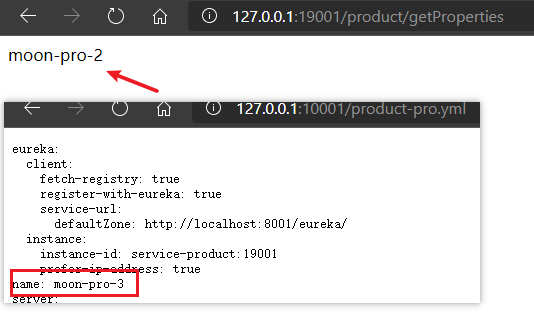 127.0.0.1:19001/product/getProperties
moon-pro-2
127.0.0.1:10001/product-pro.yml
eureka:
client:
fetch-registry: true
register-with-eureka: true
service-url:
defaultZone: http://localhost:8001/eureka/
instance:
instance-id: service-product:19001
prefer-ip-address: true
name: moon-pro-3
server: